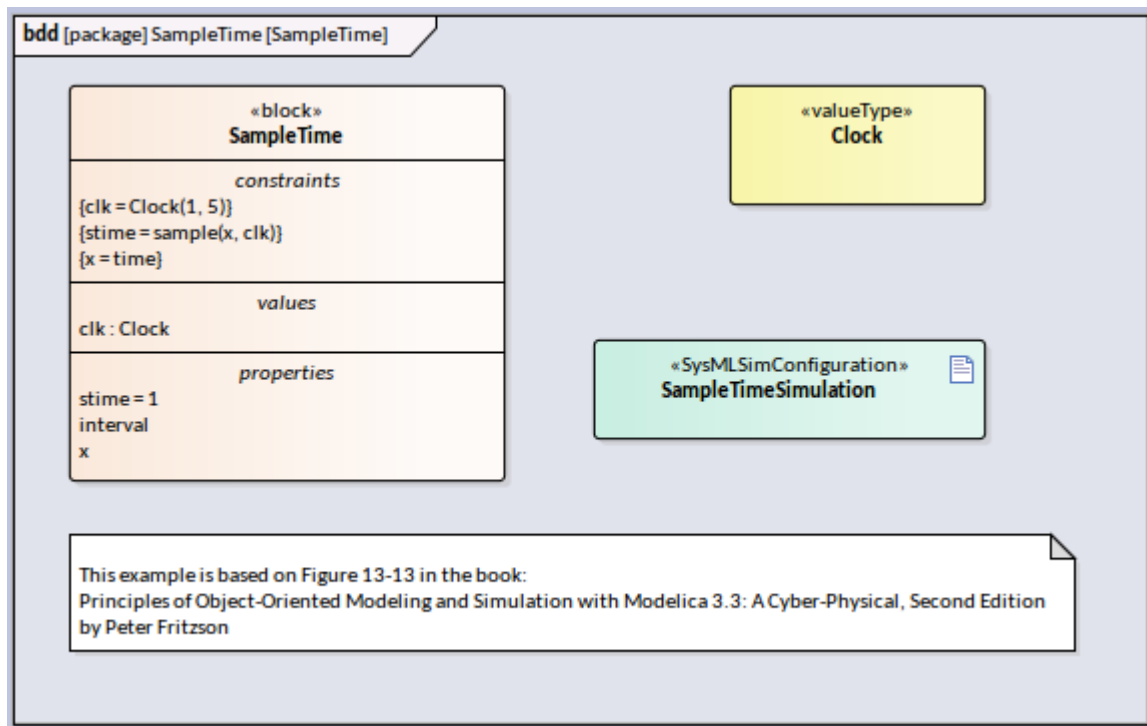 bdd [package] SampleTime [SampleTime]
«block»
SampleTime
constraints
{clk = Clock(1, 5)}
{stime = sample(x, clk)}
{x = time}
values
clk : Clock
properties
stime = 1
interval
x
«valueType»
Clock
«SysMLSimConfiguration»
SampleTimeSimulation
This example is based on Figure 13-13 in the book:
Principles of Object-Oriented Modeling and Simulation with Modelica 3.3: A Cyber-Physical, Second Edition
by Peter Fritzson